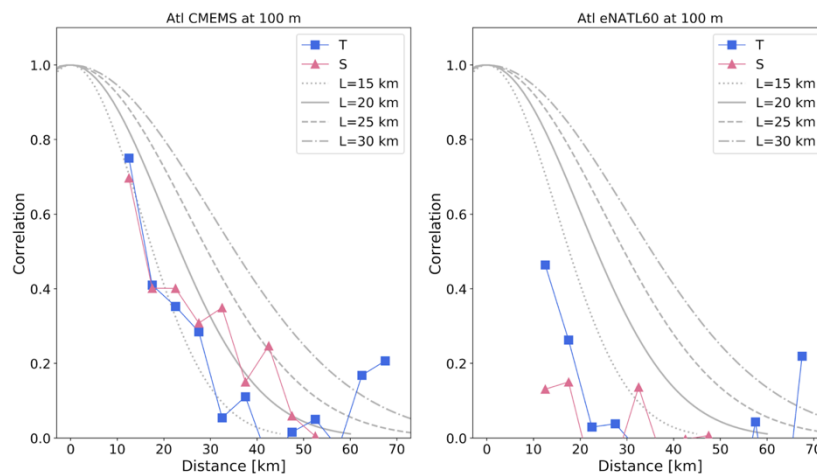 Atl CMEMS at 100 m
T
S
L=15 km
L=20 km
L=25 km
L=30 km
1.0
0.8
0.6
0.4
0.2
0.0
Correlation
0
10
20
30
40
50
60
70
Distance [km]
Atl eNATL60 at 100 m
T
S
L=15 km
L=20 km
L=25 km
L=30 km
1.0
0.8
0.6
0.4
0.2
0.0
Correlation
0
10
20
30
40
50
60
70
Distance [km]